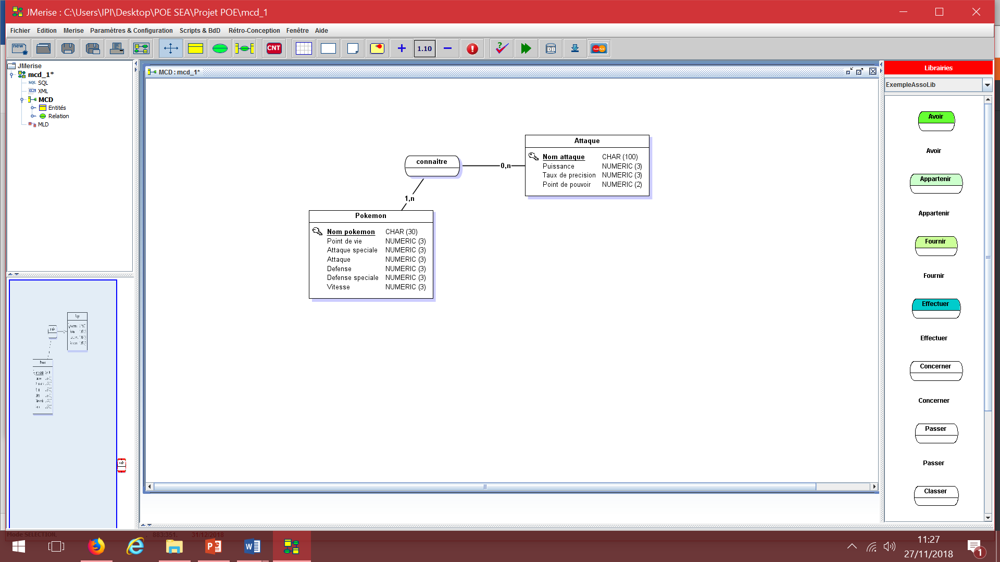 JMerise : C:\Users\IPI\Desktop\POE SEA\Projet POE\mcd_1
Fichier Edition Merise Paramètres & Configuration Scripts & BdD Rétro-Conception Fenêtre Aide
new CNT 1.10 DB
JMerise
mcd_1*
SQL SQL
XML XML
MCD
Entités
Relation
MLD
MCD : mcd_1*
connaitre
0,n
1,n
Attaque
Nom attaque CHAR (100)
Puissance NUMERIC (3)
Taux de precision NUMERIC (3)
Point de pouvoir NUMERIC (2)
Pokemon
Nom pokemon CHAR (30)
Point de vie NUMERIC (3)
Attaque speciale NUMERIC (3)
Attaque NUMERIC (3)
Defense NUMERIC (3)
Defense speciale NUMERIC (3)
Vitesse NUMERIC (3)
Librairies
ExempleAssoLib
Avoir
Avoir
Appartenir
Appartenir
Fournir
Fournir
Effectuer
Effectuer
Concerner
Concerner
Passer
Passer
Classer
Mode SELECTION, 883:351. 31/12/2018
11:27
27/11/2018
1